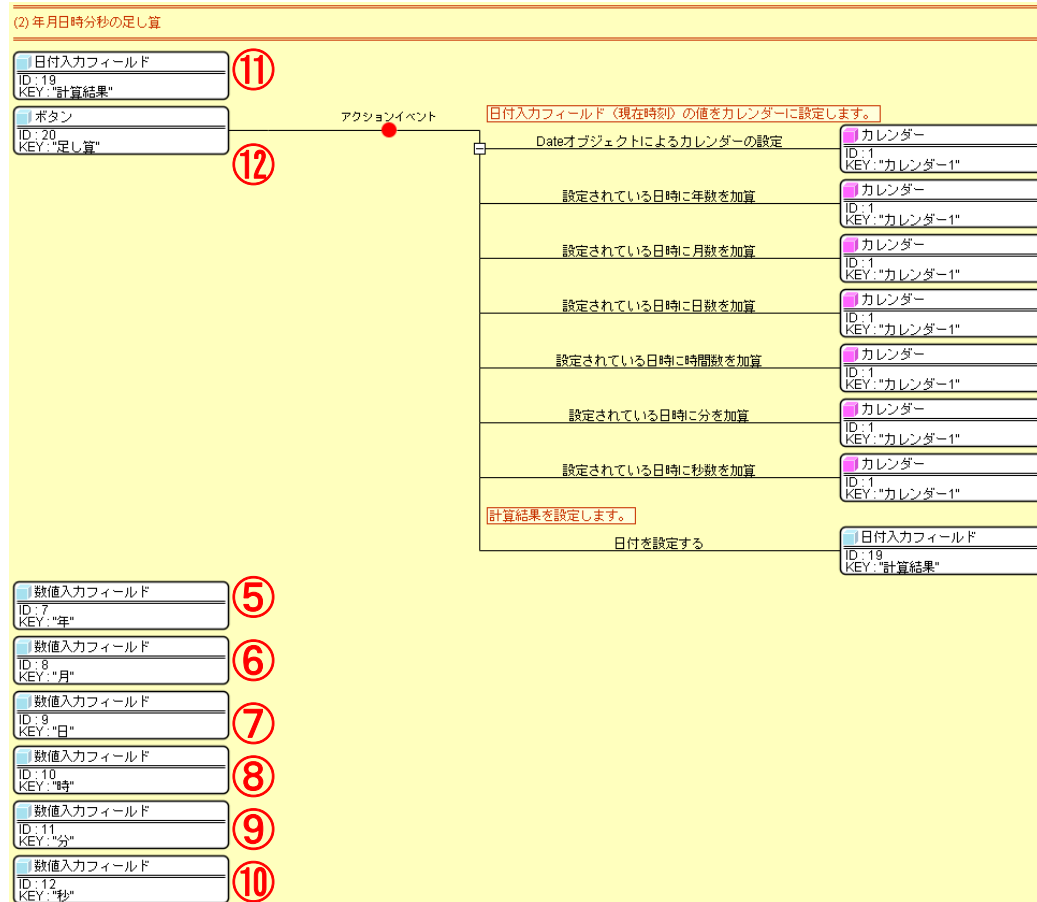 (2) 年月日時分秒の足し算
日付入力フィールド
ID : 19
KEY : "計算結果"
⑪
ボタン
ID : 20
KEY : "足し算"
⑫
アクションイベント
日付入力フィールド（現在時刻）の値をカレンダーに設定します。
Dateオブジェクトによるカレンダーの設定
カレンダー
ID : 1
KEY : "カレンダー1"
設定されている日時に年数を加算
カレンダー
ID : 1
KEY : "カレンダー1"
設定されている日時に月数を加算
カレンダー
ID : 1
KEY : "カレンダー1"
設定されている日時に日数を加算
カレンダー
ID : 1
KEY : "カレンダー1"
設定されている日時に時間数を加算
カレンダー
ID : 1
KEY : "カレンダー1"
設定されている日時に分を加算
カレンダー
ID : 1
KEY : "カレンダー1"
設定されている日時に秒数を加算
カレンダー
ID : 1
KEY : "カレンダー1"
計算結果を設定します。
日付を設定する
日付入力フィールド
ID : 19
KEY : "計算結果"
数値入力フィールド
ID : 7
KEY : "年"
⑤
数値入力フィールド
ID : 8
KEY : "月"
⑥
数値入力フィールド
ID : 9
KEY : "日"
⑦
数値入力フィールド
ID : 10
KEY : "時"
⑧
数値入力フィールド
ID : 11
KEY : "分"
⑨
数値入力フィールド
ID : 12
KEY : "秒"
⑩